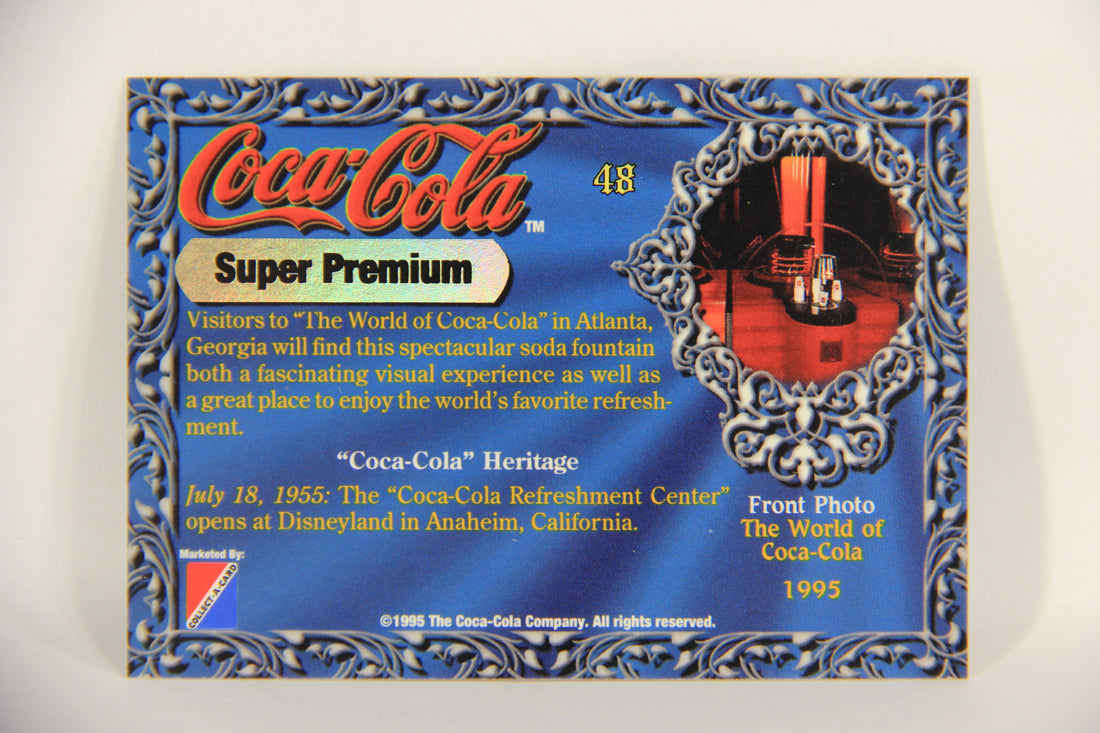 Coca-Cola TM
48
Super Premium
Visitors to “The World of Coca-Cola” in Atlanta,
Georgia will find this spectacular soda fountain
both a fascinating visual experience as well as
a great place to enjoy the world’s favorite refresh-
ment.
“Coca-Cola” Heritage
July 18, 1955: The “Coca-Cola Refreshment Center”
opens at Disneyland in Anaheim, California.
Front Photo
The World of
Coca-Cola
1995
Marketed By:
COLLECT-A-CARD
©1995 The Coca-Cola Company. All rights reserved.